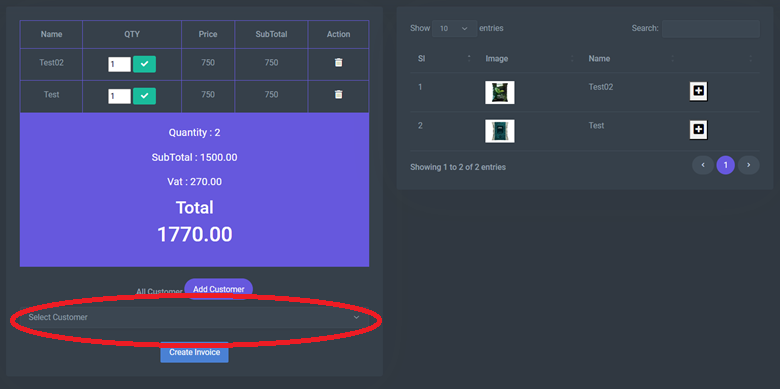 Name QTY Price SubTotal Action
Test02 1 750 750
Test 1 750 750
Quantity : 2
SubTotal : 1500.00
Vat : 270.00
Total
1770.00
All Customer Add Customer
Select Customer
Create Invoice
Show 10 entries Search:
Sl Image Name
1 Test02
2 Test
Showing 1 to 2 of 2 entries 1